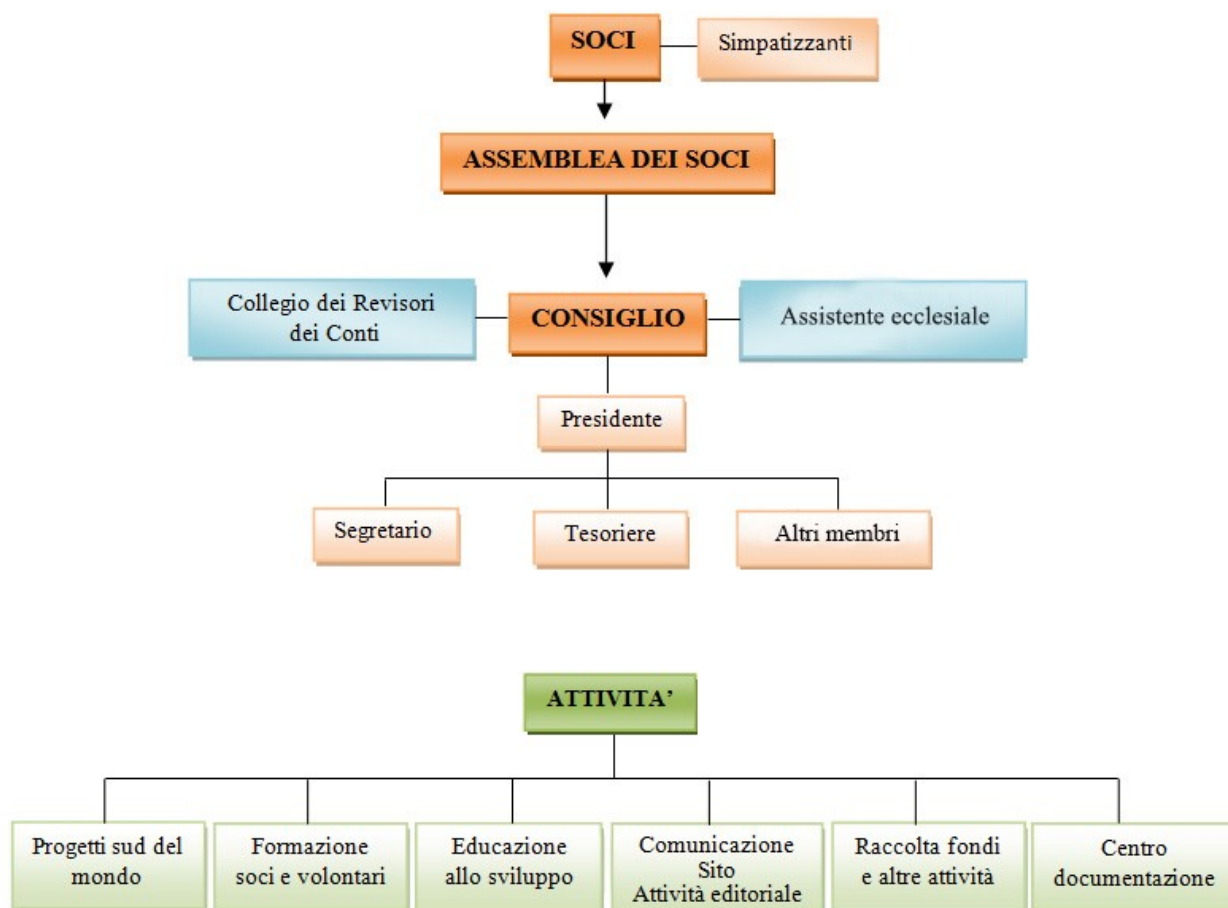 SOCI
Simpatizzanti
ASSEMBLEA DEI SOCI
Collegio dei Revisori
dei Conti
CONSIGLIO
Assistente ecclesiale
Presidente
Segretario
Tesoriere
Altri membri
ATTIVITA’
Progetti sud del
mondo
Formazione
soci e volontari
Educazione
allo sviluppo
Comunicazione
Sito
Attività editoriale
Raccolta fondi
e altre attività
Centro
documentazione